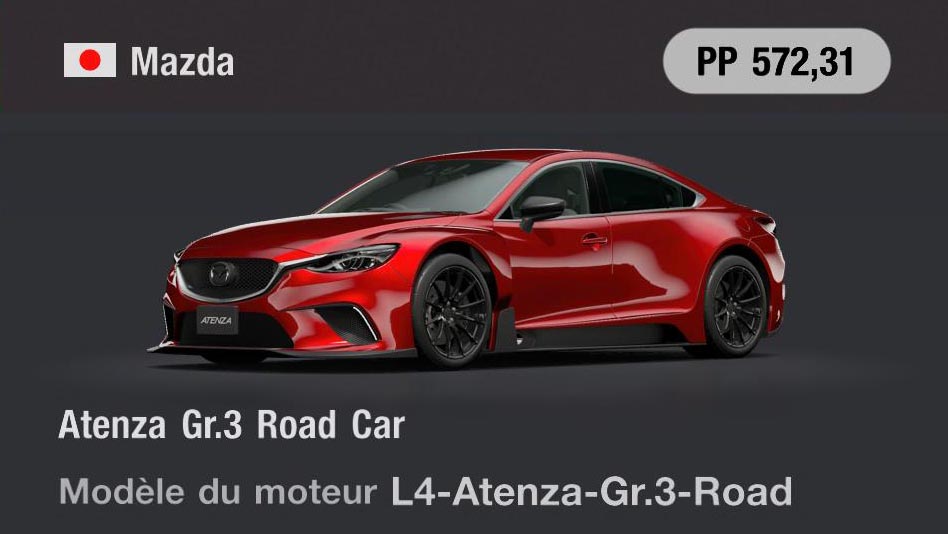 Mazda
PP 572,31
ATENZA
Atenza Gr.3 Road Car
Modèle du moteur L4-Atenza-Gr.3-Road